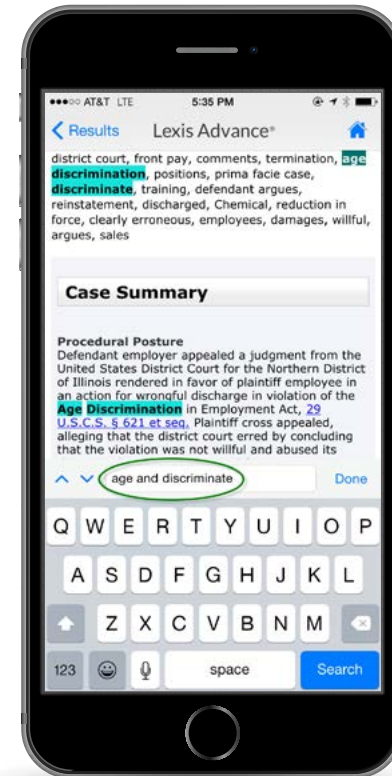 AT&T LTE 5:35 PM
Results Lexis Advance®
district court, front pay, comments, termination, age
discrimination, positions, prima facie case,
discriminate, training, defendant argues,
reinstatement, discharged, Chemical, reduction in
force, clearly erroneous, employees, damages, willful,
argues, sales
Case Summary
Procedural Posture
Defendant employer appealed a judgment from the
United States District Court for the Northern District
of Illinois rendered in favor of plaintiff employee in
an action for wrongful discharge in violation of the
Age Discrimination in Employment Act, 29
U.S.C.S. § 621 et seq. Plaintiff cross appealed,
alleging that the district court erred by concluding
that the violation was not willful and abused its
age and discriminate Done
Q W E R T Y U I O P
A S D F G H J K L
Z X C V B N M
123 space Search